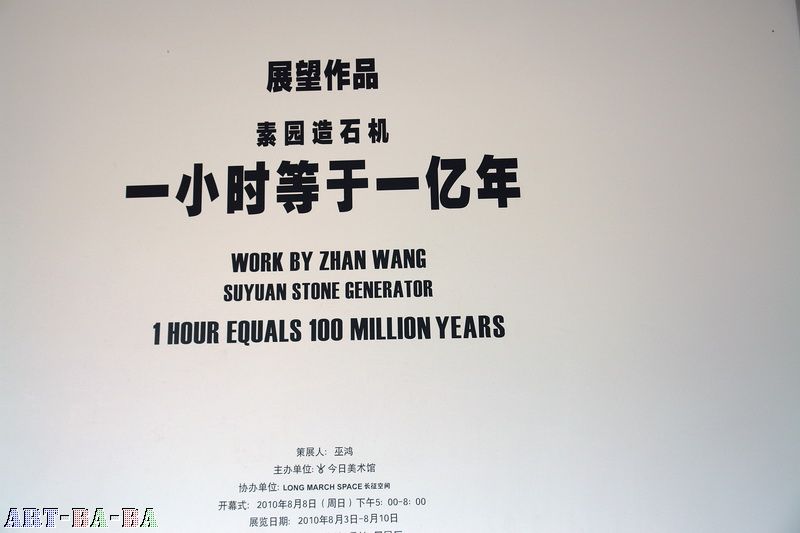 展望作品
素园造石机
一小时等于一亿年
WORK BY ZHAN WANG
SUYUAN STONE GENERATOR
1 HOUR EQUALS 100 MILLION YEARS
策展人: 巫鸿
主办单位: 今日美术馆
协办单位: LONG MARCH SPACE 长征空间
开幕式: 2010年8月8日（周日）下午5: 00-8: 00
展览日期: 2010年8月3日-8月10日
ART-BA-BA